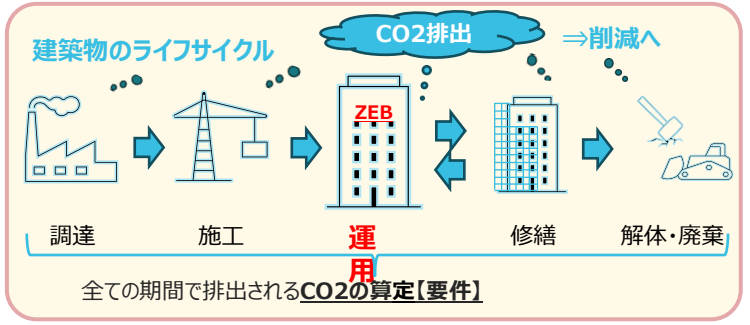 CO2排出
建築物のライフサイクル
⇒削減へ
ZEB
調達
施工
運
用
修繕
解体・廃棄
全ての期間で排出されるCO2の算定【要件】